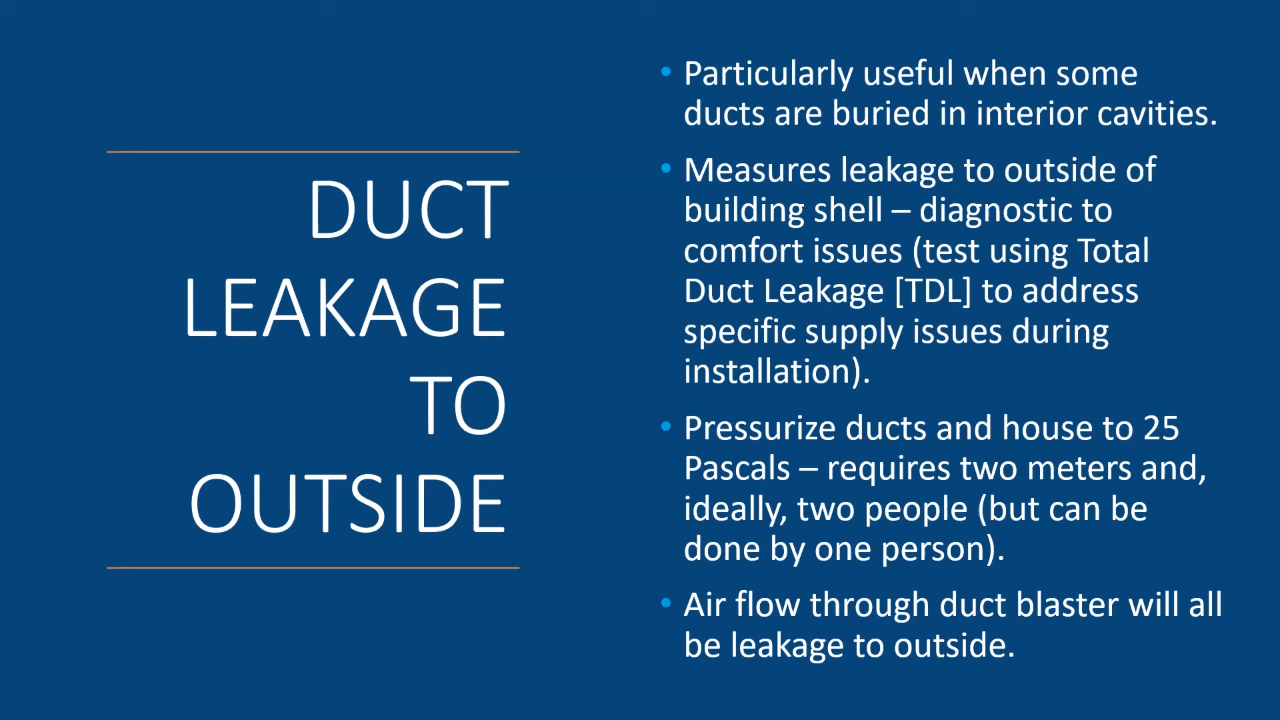 DUCT
LEAKAGE
TO
OUTSIDE
• Particularly useful when some
ducts are buried in interior cavities.
• Measures leakage to outside of
building shell – diagnostic to
comfort issues (test using Total
Duct Leakage [TDL] to address
specific supply issues during
installation).
• Pressurize ducts and house to 25
Pascals – requires two meters and,
ideally, two people (but can be
done by one person).
• Air flow through duct blaster will all
be leakage to outside.